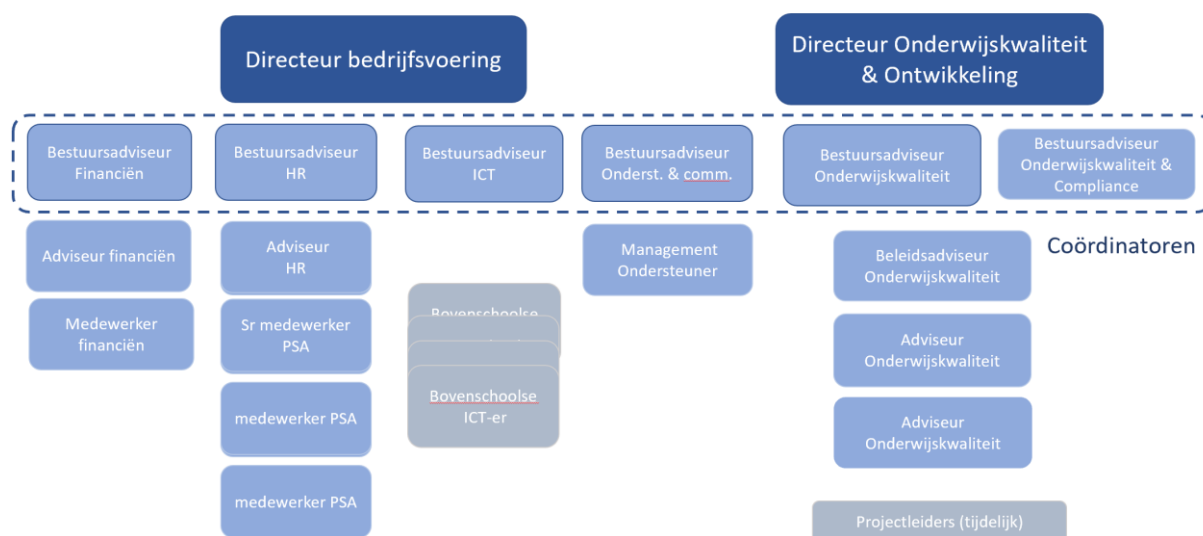 Directeur bedrijfsvoering
Directeur Onderwijskwaliteit
& Ontwikkeling
Bestuursadviseur
Financiën
Bestuursadviseur
HR
Bestuursadviseur
ICT
Bestuursadviseur
Onderst. & comm.
Bestuursadviseur
Onderwijskwaliteit
Bestuursadviseur
Onderwijskwaliteit &
Compliance
Coördinatoren
Adviseur financiën
Medewerker
financiën
Adviseur
HR
Sr medewerker
PSA
medewerker PSA
medewerker PSA
Bovenschoolse
Bovenschoolse
ICT-er
Management
Ondersteuner
Beleidsadviseur
Onderwijskwaliteit
Adviseur
Onderwijskwaliteit
Adviseur
Onderwijskwaliteit
Projectleiders (tijdelijk)